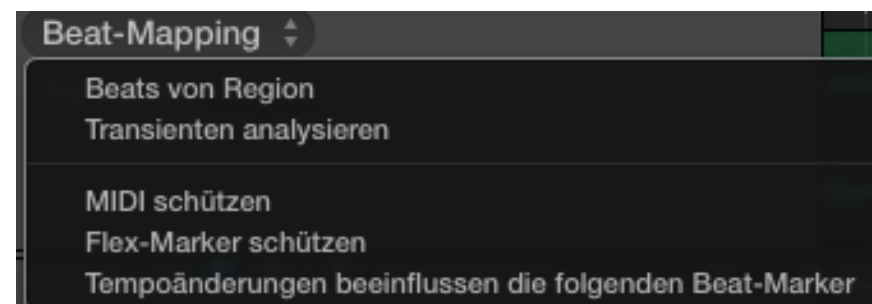 Beat-Mapping
Beats von Region
Transienten analysieren
MIDI schützen
Flex-Marker schützen
Tempoänderungen beeinflussen die folgenden Beat-Marker